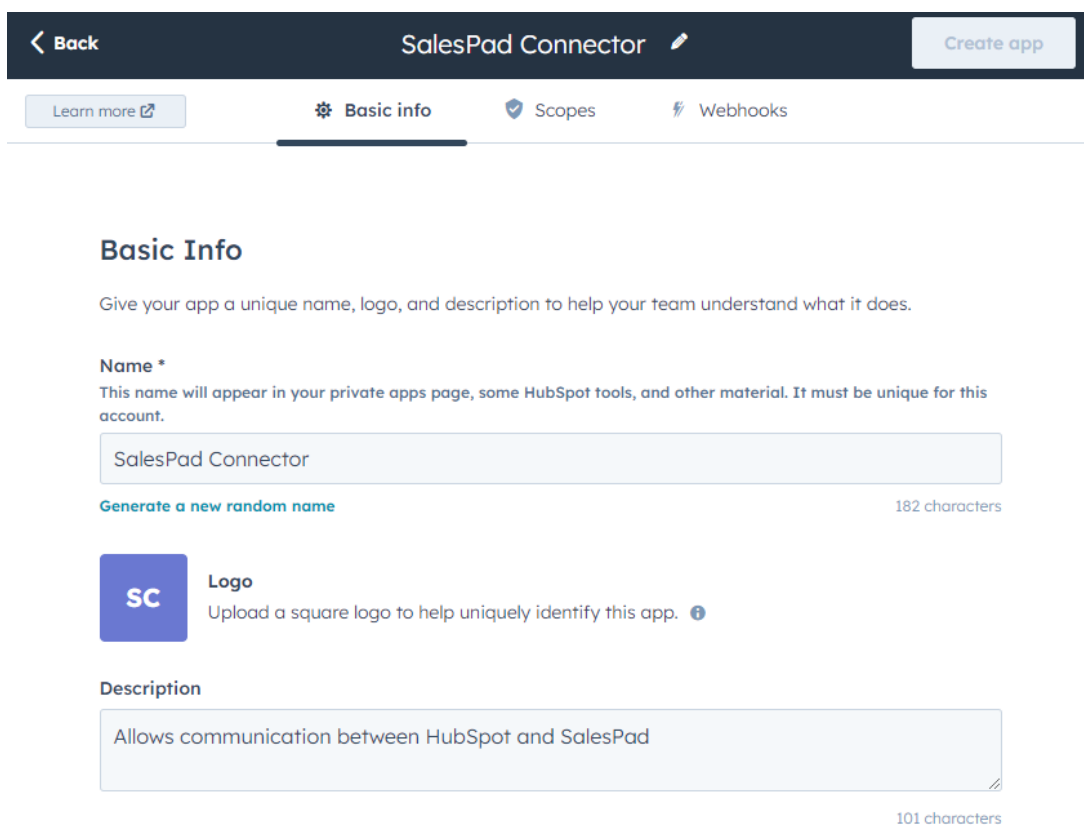 Back
SalesPad Connector
Create app
Learn more
Basic info
Scopes
Webhooks
Basic Info
Give your app a unique name, logo, and description to help your team understand what it does.
Name *
This name will appear in your private apps page, some HubSpot tools, and other material. It must be unique for this
account.
SalesPad Connector
Generate a new random name
182 characters
SC
Logo
Upload a square logo to help uniquely identify this app.
Description
Allows communication between HubSpot and SalesPad
101 characters